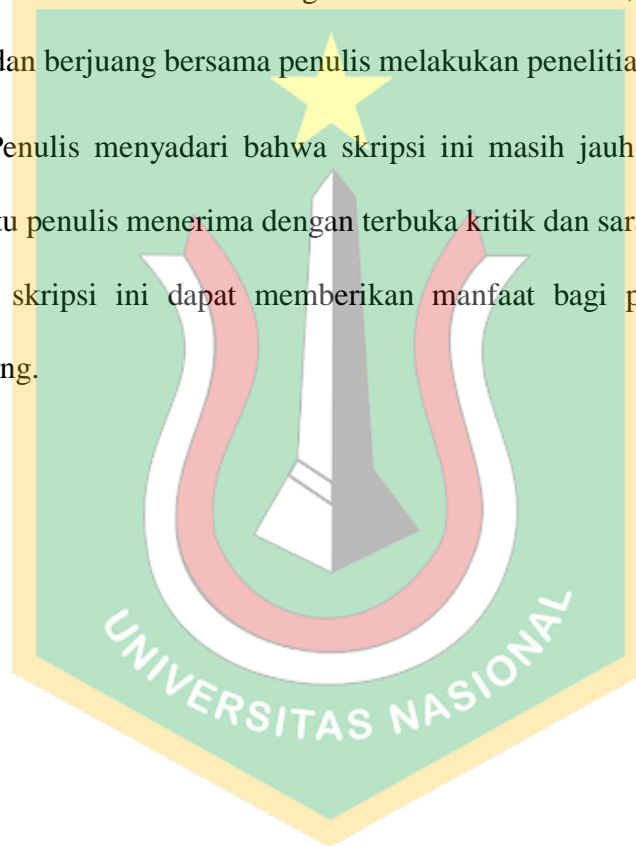 dan berjuang bersama penulis melakukan penelitia
Penulis menyadari bahwa skripsi ini masih jauh
tu penulis menerima dengan terbuka kritik dan sar
skripsi ini dapat memberikan manfaat bagi p
ng.
UNIVERSITAS NASIONAL